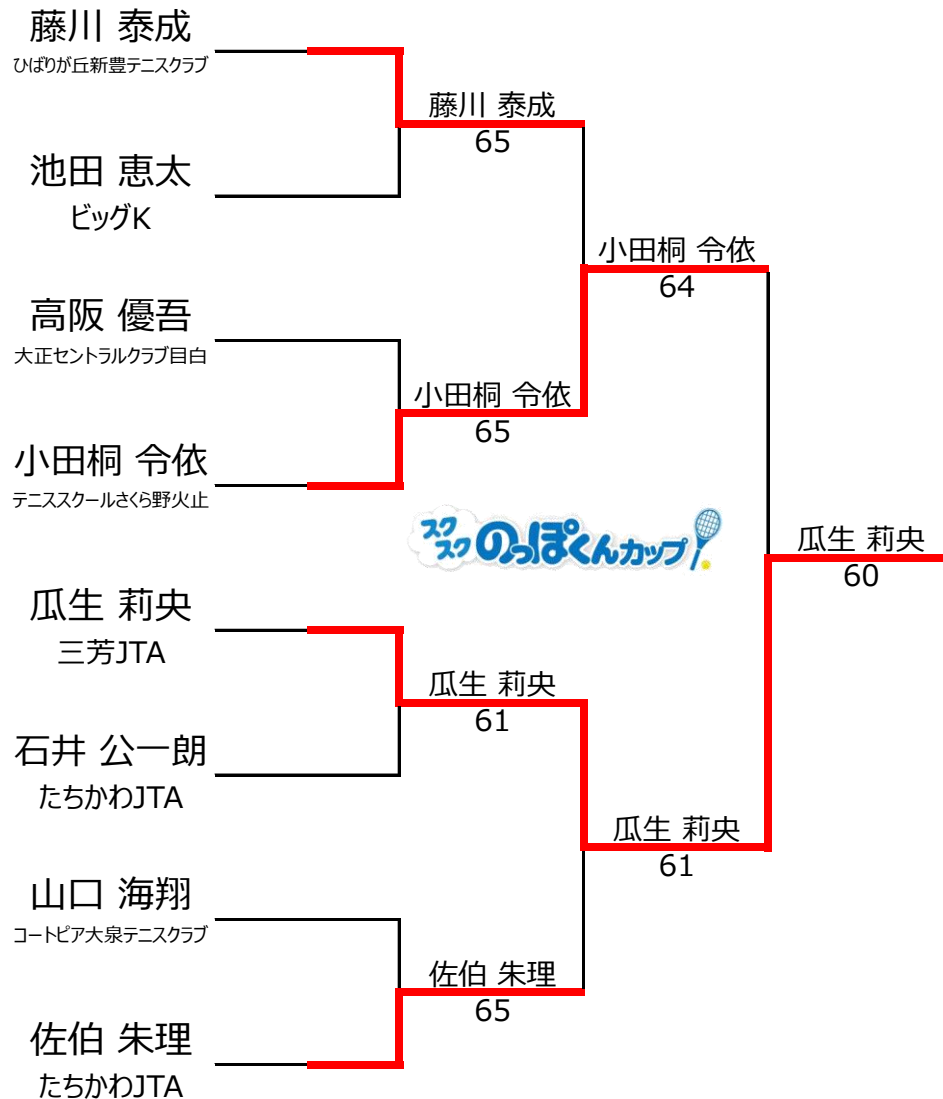 藤川 泰成
ひばりが丘新豊テニスクラブ
藤川 泰成
65
池田 恵太
ビッグK
小田桐 令依
64
高阪 優吾
大正セントラルクラブ目白
小田桐 令依
65
小田桐 令依
テニススクールさくら野火止
スクスクのっぽくんカップ
瓜生 莉央
60
瓜生 莉央
三芳JTA
瓜生 莉央
61
石井 公一朗
たちかわJTA
瓜生 莉央
61
山口 海翔
コートピア大泉テニスクラブ
佐伯 朱理
65
佐伯 朱理
たちかわJTA